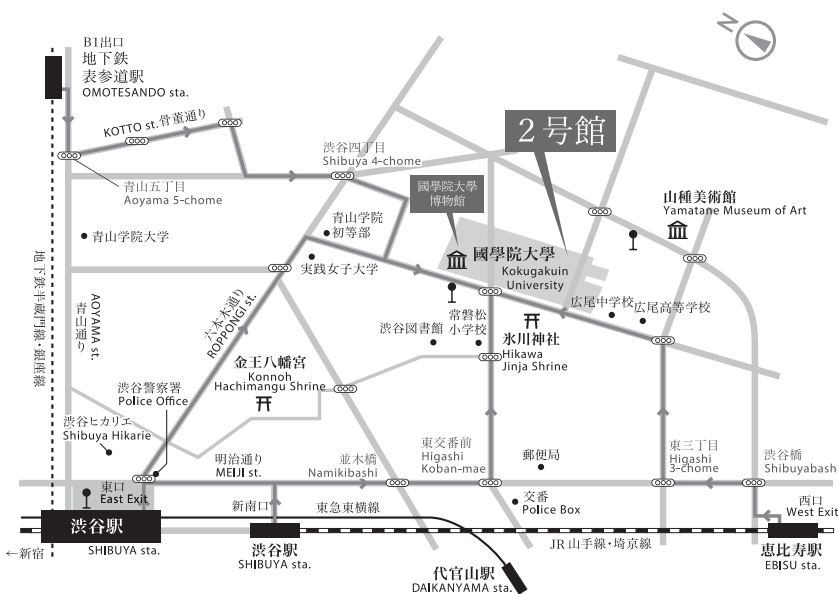 N
B1出口
地下鉄
表参道駅
OMOTESANDO sta.
KOTTO st. 骨董通り
渋谷四丁目
Shibuya 4-chome
2号館
青山五丁目
Aoyama 5-chome
國學院大學
博物館
山種美術館
Yamatane Museum of Art
青山学院
初等部
青山学院大学
國學院大學
Kokugakuin
University
実践女子大学
地下鉄半蔵門線・銀座線
AOYAMA st.
青山通り
六本木通り
ROPPONGI st.
常磐松
小学校
渋谷図書館
広尾中学校
広尾高等学校
氷川神社
Hikawa
Jinja Shrine
金王八幡宮
Konnoh
Hachimangu Shrine
渋谷警察署
Police Office
渋谷ヒカリエ
Shibuya Hikarie
明治通り
MEIJI st.
並木橋
Namikibashi
東交番前
Higashi
Koban-mae
郵便局
東三丁目
Higashi
3-chome
渋谷橋
Shibuyabash
東口
East Exit
新南口
東急東横線
交番
Police Box
西口
West Exit
渋谷駅
SHIBUYA sta.
←新宿
渋谷駅
SHIBUYA sta.
JR山手線・埼京線
恵比寿駅
EBISU sta.
代官山駅
DAIKANYAMA sta.